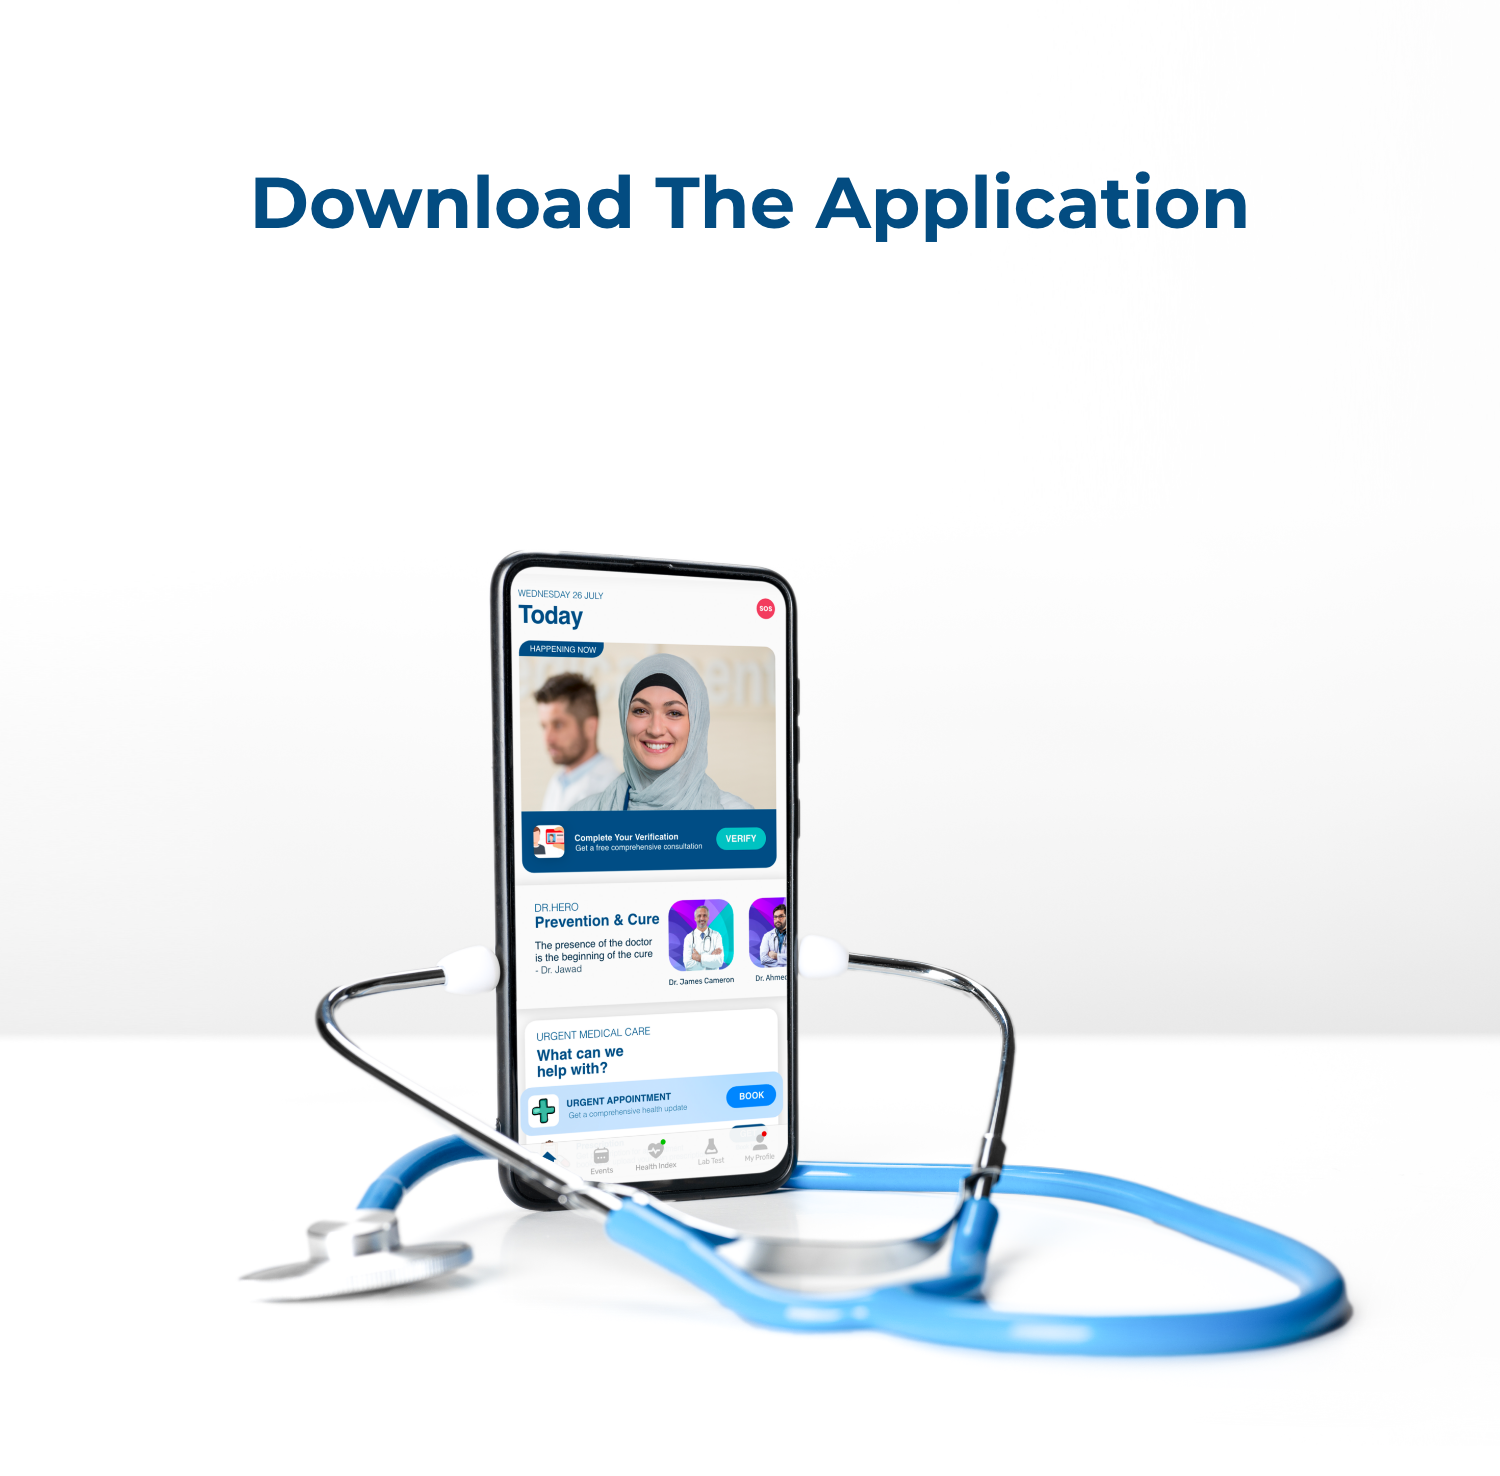 Download The Application
WEDNESDAY 26 JULY
Today
SOS
HAPPENING NOW
Complete Your Verification
Get a free comprehensive consultation
VERIFY
DR.HERO
Prevention & Cure
The presence of the doctor
is the beginning of the cure
- Dr. Jawad
Dr. James Cameron
Dr. Ahmed
URGENT MEDICAL CARE
What can we
help with?
URGENT APPOINTMENT
Get a comprehensive health update
BOOK
Events
Health Index
Lab Test
My Profile